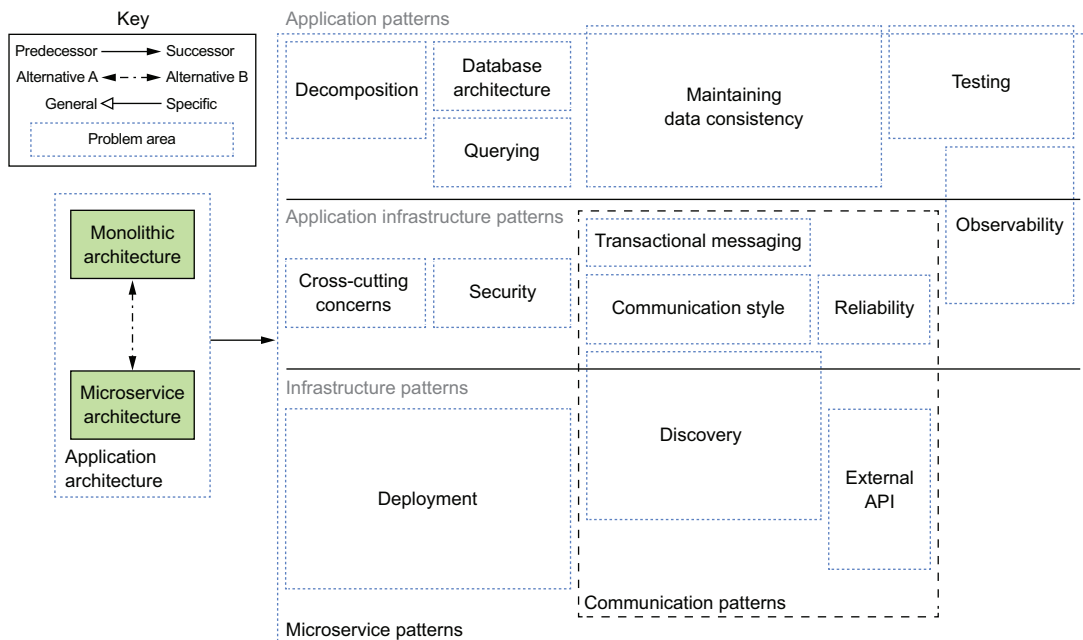 Key
Predecessor
Successor
Alternative A
Alternative B
General
Specific
Problem area
Monolithic
architecture
Microservice
architecture
Application
architecture
Application patterns
Decomposition
Database
architecture
Querying
Maintaining
data consistency
Testing
Observability
Application infrastructure patterns
Cross-cutting
concerns
Security
Transactional messaging
Communication style
Reliability
Infrastructure patterns
Deployment
Discovery
External
API
Communication patterns
Microservice patterns